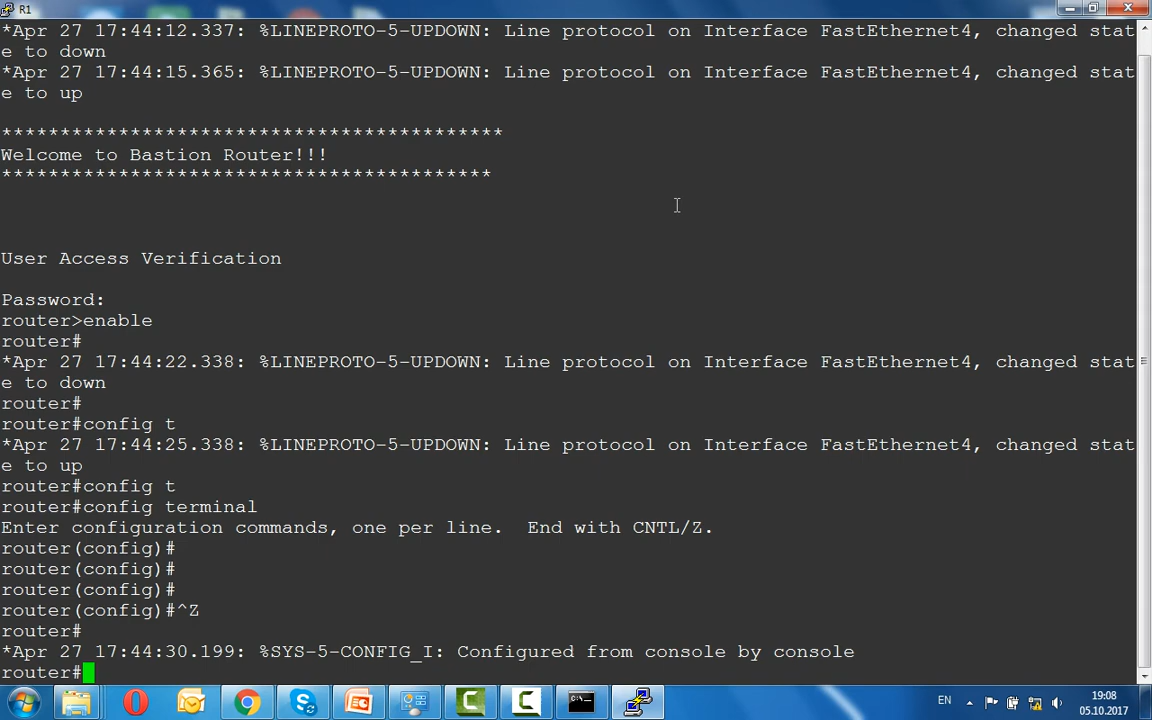 R1
*Apr 27 17:44:12.337: %LINEPROTO-5-UPDOWN: Line protocol on Interface FastEthernet4, changed stat
e to down
*Apr 27 17:44:15.365: %LINEPROTO-5-UPDOWN: Line protocol on Interface FastEthernet4, changed stat
e to up
*******************************************
Welcome to Bastion Router!!!
******************************************
User Access Verification
Password:
router>enable
router#
*Apr 27 17:44:22.338: %LINEPROTO-5-UPDOWN: Line protocol on Interface FastEthernet4, changed stat
e to down
router#
router#config t
*Apr 27 17:44:25.338: %LINEPROTO-5-UPDOWN: Line protocol on Interface FastEthernet4, changed stat
e to up
router#config t
router#config terminal
Enter configuration commands, one per line.  End with CNTL/Z.
router(config)#
router(config)#
router(config)#
router(config)#^Z
router#
*Apr 27 17:44:30.199: %SYS-5-CONFIG_I: Configured from console by console
router#
EN
19:08
05.10.2017